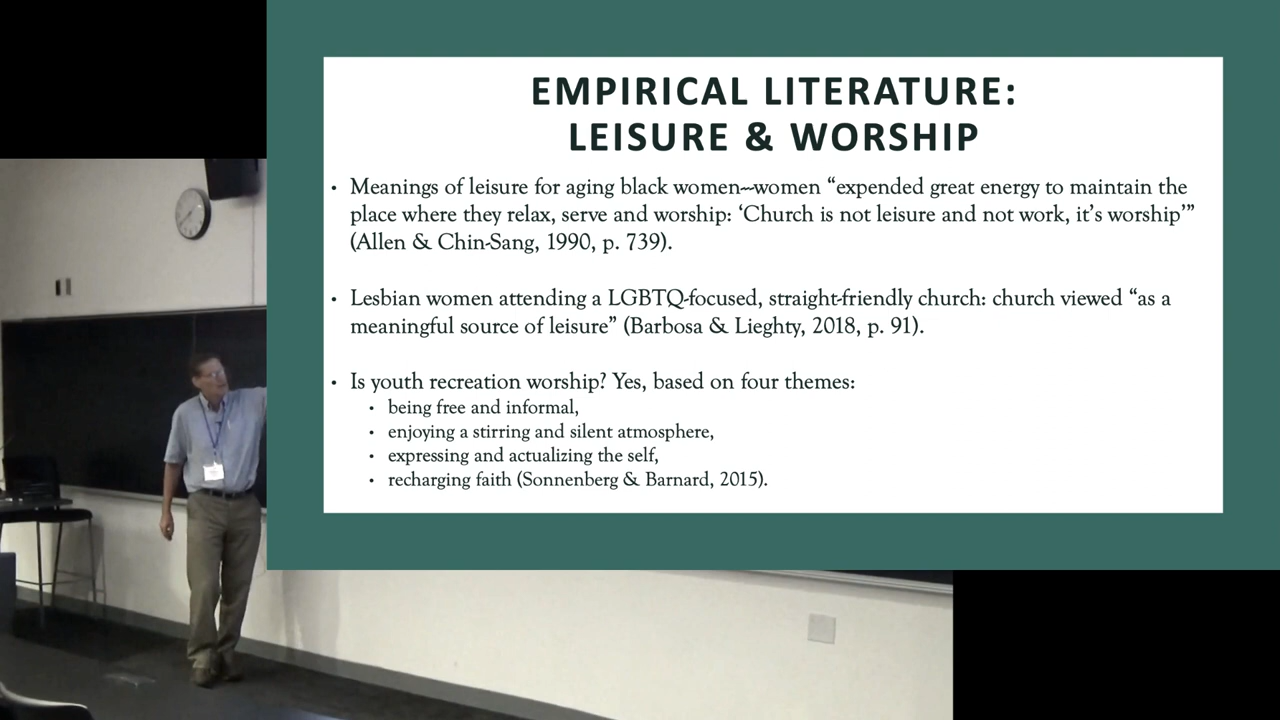 EMPIRICAL LITERATURE:
LEISURE & WORSHIP
• Meanings of leisure for aging black women--women “expended great energy to maintain the
place where they relax, serve and worship: ‘Church is not leisure and not work, it’s worship’”
(Allen & Chin-Sang, 1990, p. 739).
• Lesbian women attending a LGBTQ-focused, straight-friendly church: church viewed “as a
meaningful source of leisure” (Barbosa & Lieghty, 2018, p. 91).
• Is youth recreation worship? Yes, based on four themes:
• being free and informal,
• enjoying a stirring and silent atmosphere,
• expressing and actualizing the self,
• recharging faith (Sonnenberg & Barnard, 2015).